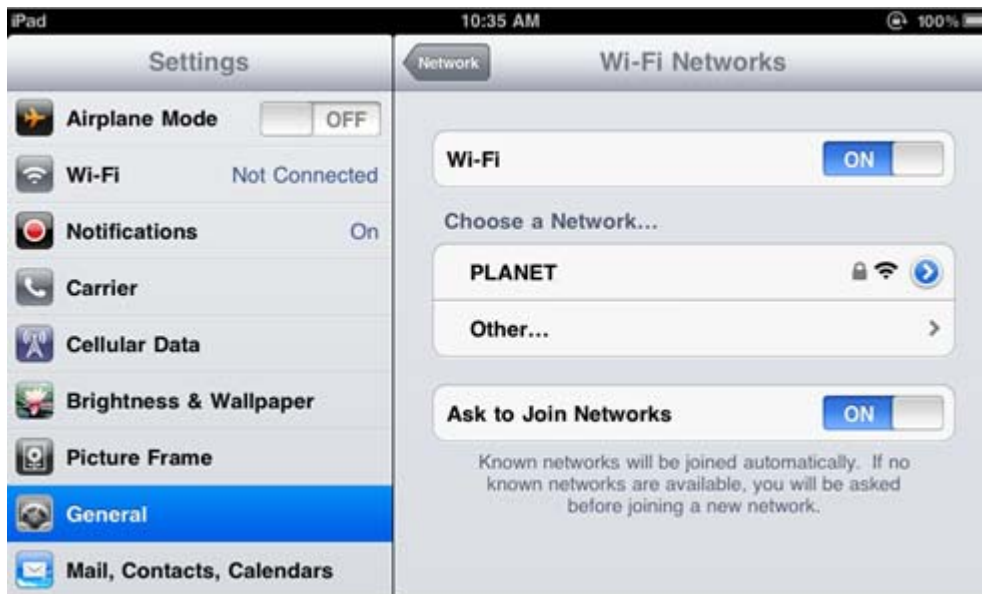 iPad 10:35 AM 100%
Settings
Airplane Mode OFF
Wi-Fi Not Connected
Notifications On
Carrier
Cellular Data
Brightness & Wallpaper
Picture Frame
General
Mail, Contacts, Calendars
Network Wi-Fi Networks
Wi-Fi ON
Choose a Network...
PLANET
Other...
Ask to Join Networks ON
Known networks will be joined automatically. If no
known networks are available, you will be asked
before joining a new network.